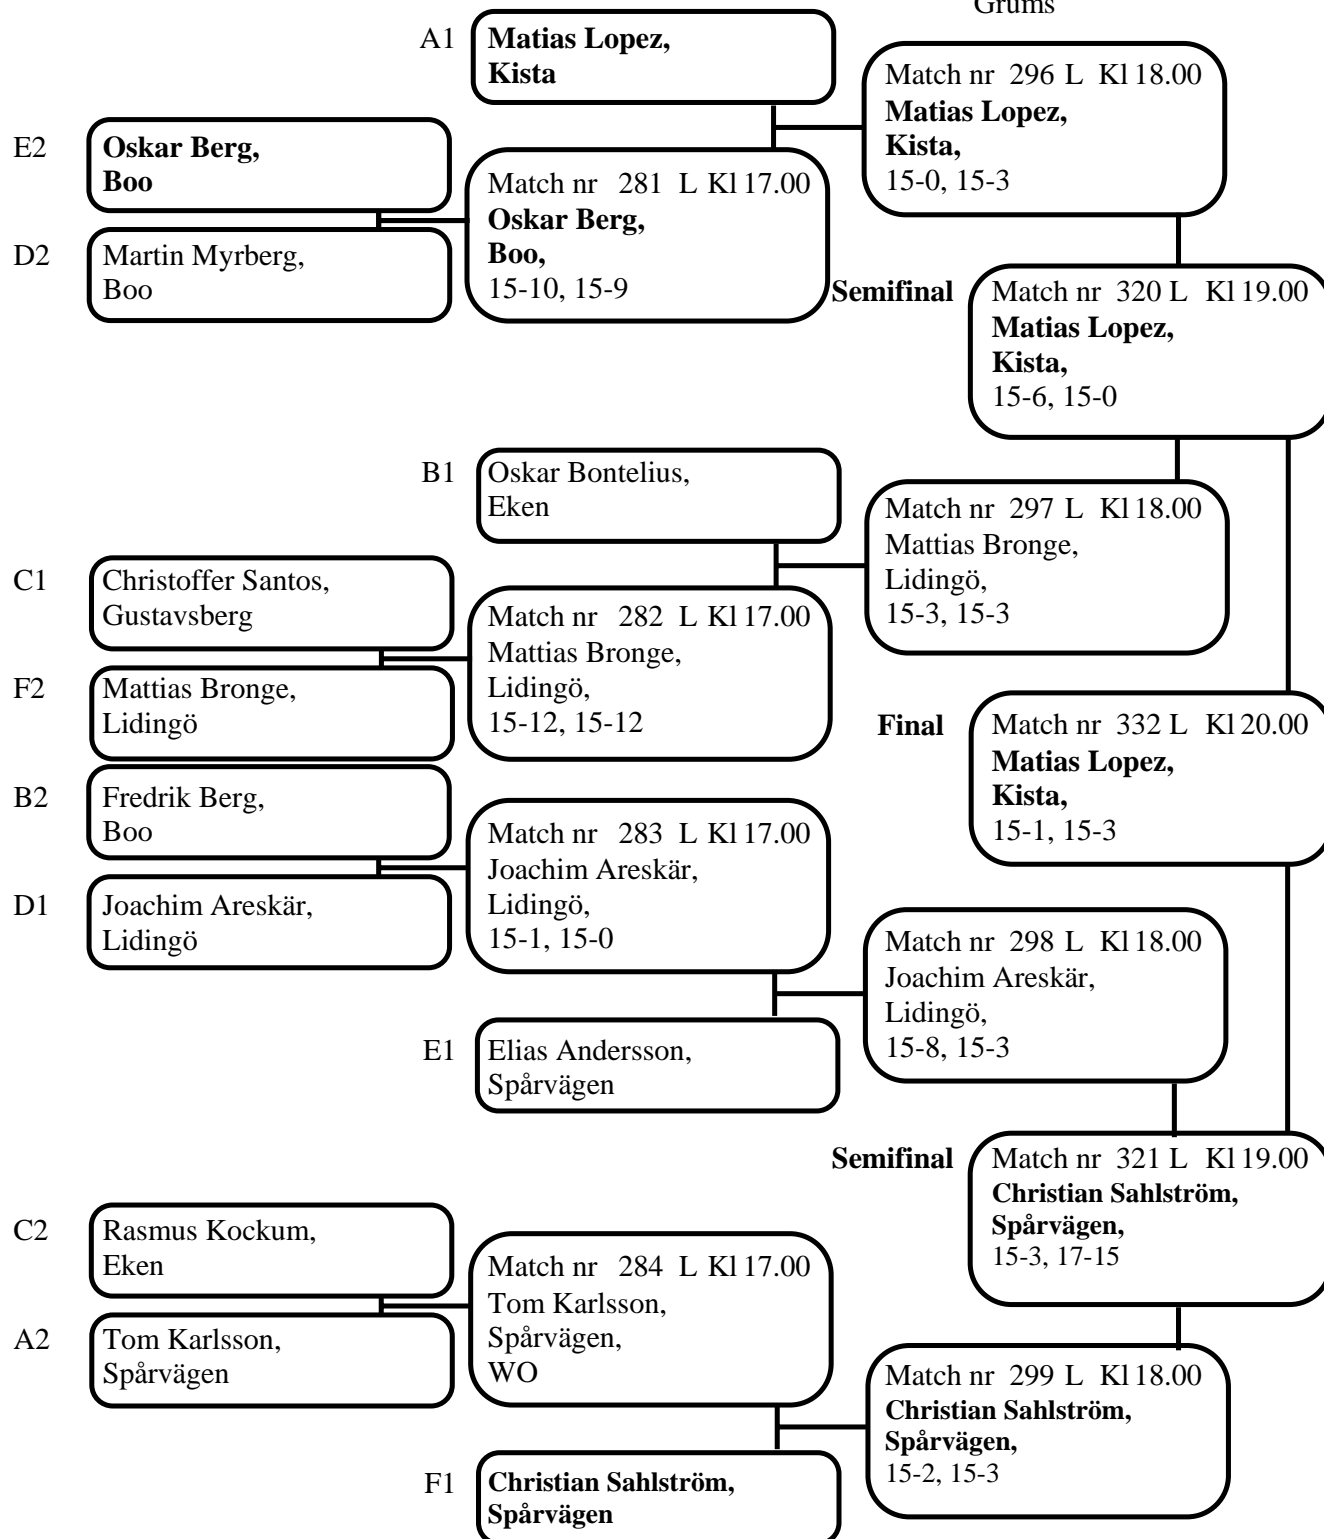 Grums
A1
Matias Lopez,
Kista
Match nr 296 L Kl 18.00
Matias Lopez,
Kista,
15-0, 15-3
E2
Oskar Berg,
Boo
Match nr 281 L Kl 17.00
Oskar Berg,
Boo,
15-10, 15-9
D2
Martin Myrberg,
Boo
Semifinal
Match nr 320 L Kl 19.00
Matias Lopez,
Kista,
15-6, 15-0
B1
Oskar Bontelius,
Eken
Match nr 297 L Kl 18.00
Mattias Bronge,
Lidingö,
15-3, 15-3
C1
Christoffer Santos,
Gustavsberg
Match nr 282 L Kl 17.00
Mattias Bronge,
Lidingö,
15-12, 15-12
F2
Mattias Bronge,
Lidingö
Final
Match nr 332 L Kl 20.00
Matias Lopez,
Kista,
15-1, 15-3
B2
Fredrik Berg,
Boo
Match nr 283 L Kl 17.00
Joachim Areskär,
Lidingö,
15-1, 15-0
D1
Joachim Areskär,
Lidingö
Match nr 298 L Kl 18.00
Joachim Areskär,
Lidingö,
15-8, 15-3
E1
Elias Andersson,
Spårvägen
Semifinal
Match nr 321 L Kl 19.00
Christian Sahlström,
Spårvägen,
15-3, 17-15
C2
Rasmus Kockum,
Eken
Match nr 284 L Kl 17.00
Tom Karlsson,
Spårvägen,
WO
A2
Tom Karlsson,
Spårvägen
Match nr 299 L Kl 18.00
Christian Sahlström,
Spårvägen,
15-2, 15-3
F1
Christian Sahlström,
Spårvägen